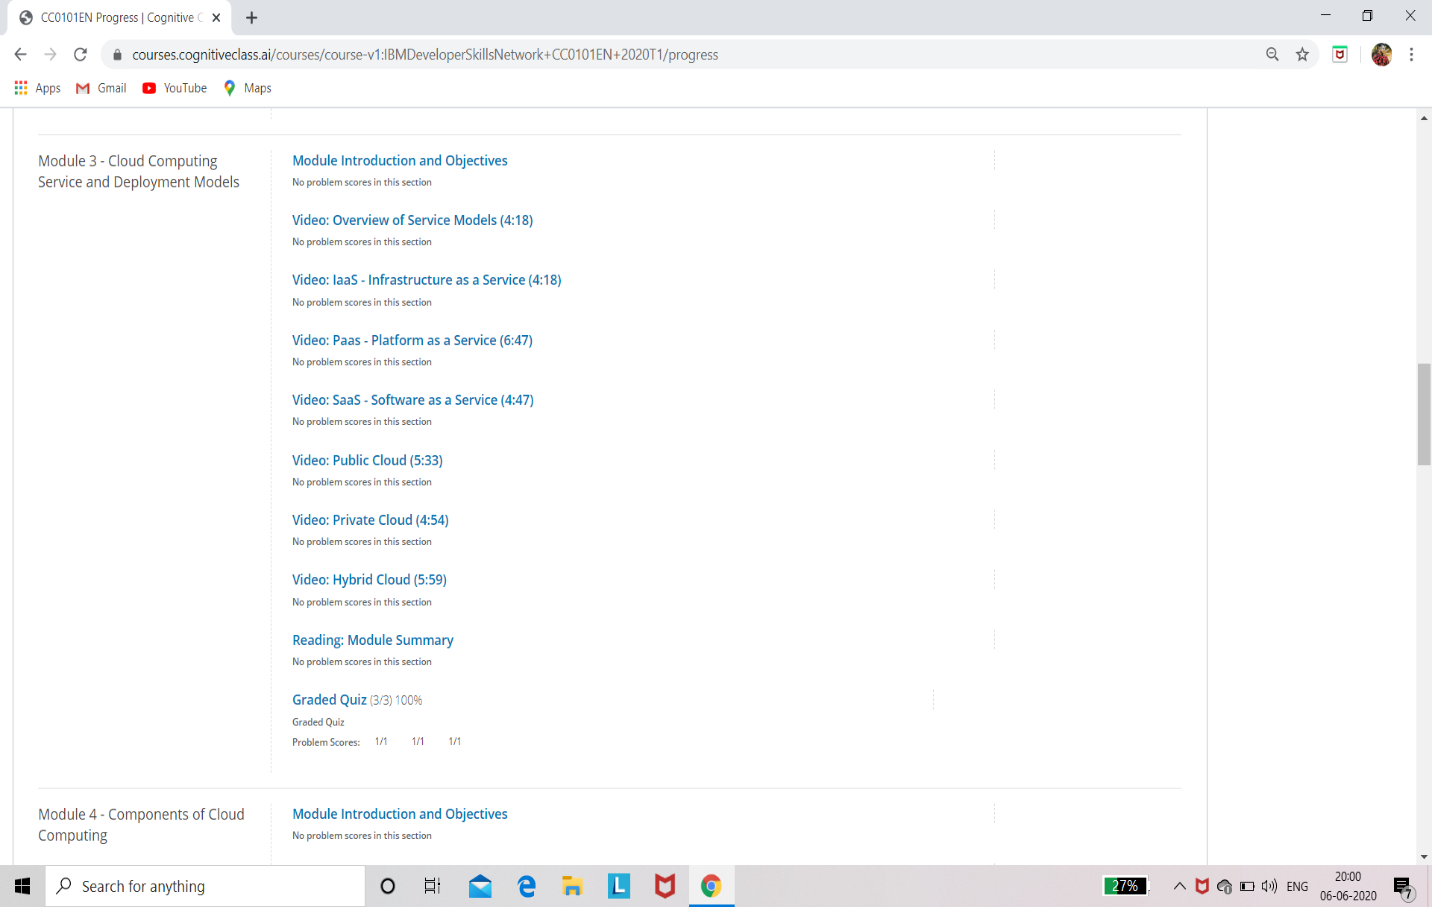 CC0101EN Progress | Cognitive C
courses.cognitiveclass.ai/courses/course-v1:IBMDeveloperSkillsNetwork+CC0101EN+2020T1/progress
Apps Gmail YouTube Maps
Module 3 - Cloud Computing
Service and Deployment Models
Module Introduction and Objectives
No problem scores in this section
Video: Overview of Service Models (4:18)
No problem scores in this section
Video: IaaS - Infrastructure as a Service (4:18)
No problem scores in this section
Video: Paas - Platform as a Service (6:47)
No problem scores in this section
Video: SaaS - Software as a Service (4:47)
No problem scores in this section
Video: Public Cloud (5:33)
No problem scores in this section
Video: Private Cloud (4:54)
No problem scores in this section
Video: Hybrid Cloud (5:59)
No problem scores in this section
Reading: Module Summary
No problem scores in this section
Graded Quiz (3/3) 100%
Graded Quiz
Problem Scores: 1/1 1/1 1/1
Module 4 - Components of Cloud
Computing
Module Introduction and Objectives
No problem scores in this section
Search for anything
L
27%
ENG
20:00
06-06-2020
7